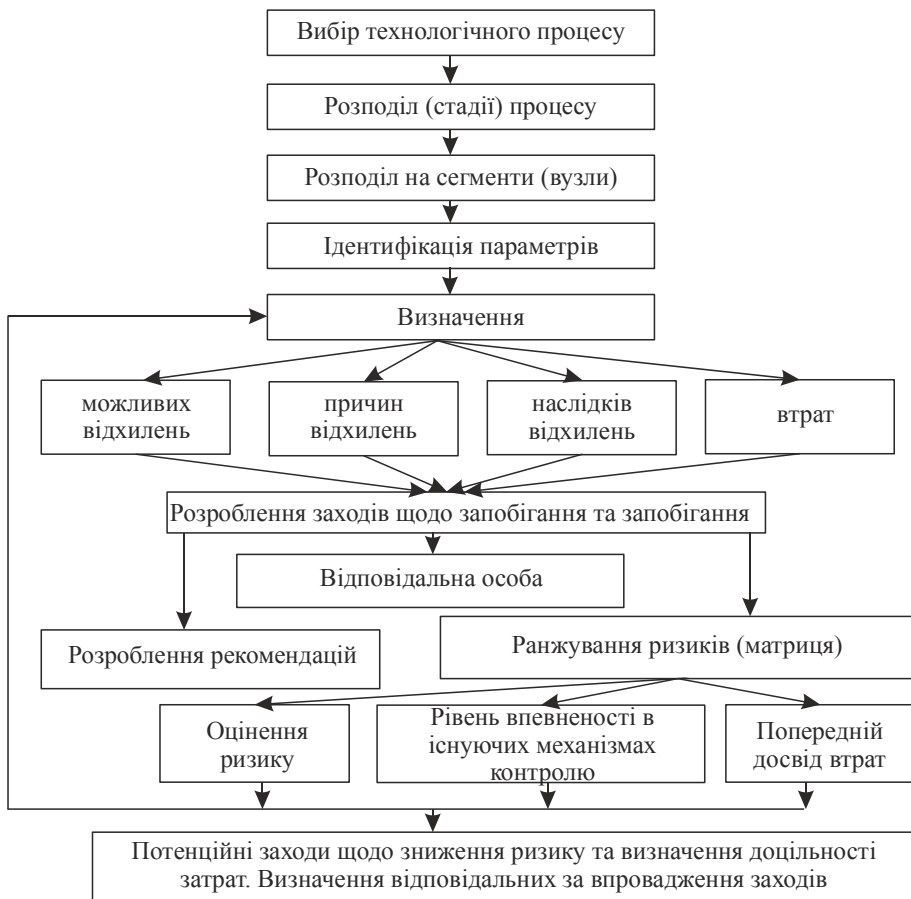 Вибір технологічного процесу
Розподіл (стадії) процесу
Розподіл на сегменти (вузли)
Ідентифікація параметрів
Визначення
можливих
відхилень
причин
відхилень
наслідків
відхилень
втрат
Розроблення заходів щодо запобігання та запобігання
Відповідальна особа
Розроблення рекомендацій
Ранжування ризиків (матриця)
Оцінення
ризику
Рівень впевненості в
існуючих механізмах
контролю
Попередній
досвід втрат
Потенційні заходи щодо зниження ризику та визначення доцільності
затрат. Визначення відповідальних за впровадження заходів